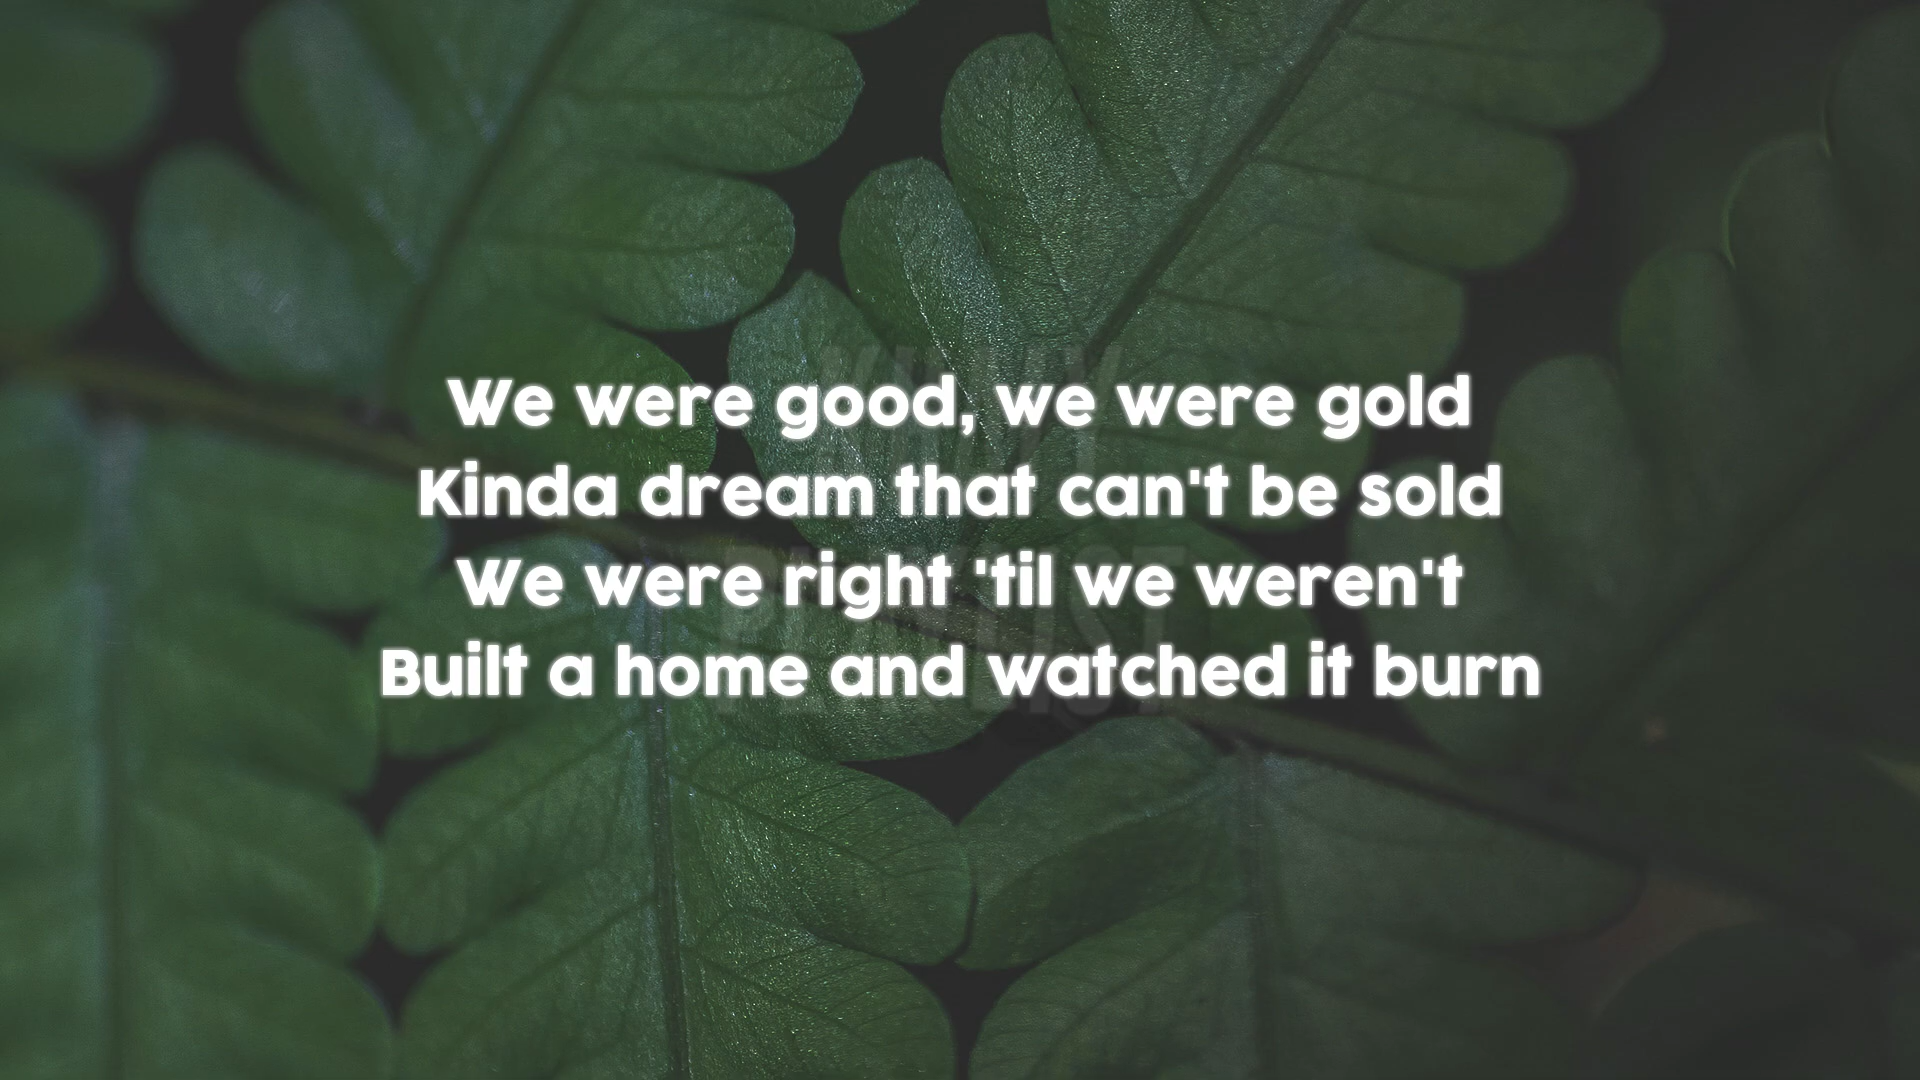 We were good, we were gold
Kinda dream that can't be sold
We were right 'til we weren't
Built a home and watched it burn
PLAYLIST